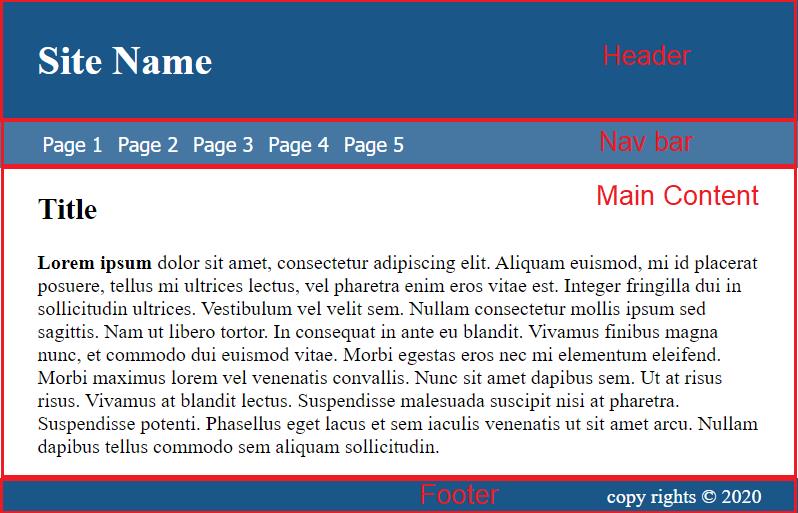 Site Name
Header
Page 1 Page 2 Page 3 Page 4 Page 5
Nav bar
Main Content
Title
Lorem ipsum dolor sit amet, consectetur adipiscing elit. Aliquam euismod, mi id placerat
posuere, tellus mi ultrices lectus, vel pharetra enim eros vitae est. Integer fringilla dui in
sollicitudin ultrices. Vestibulum vel velit sem. Nullam consectetur mollis ipsum sed
sagittis. Nam ut libero tortor. In consequat in ante eu blandit. Vivamus finibus magna
nunc, et commodo dui euismod vitae. Morbi egestas eros nec mi elementum eleifend.
Morbi maximus lorem vel venenatis convallis. Nunc sit amet dapibus sem. Ut at risus
risus. Vivamus at blandit lectus. Suspendisse malesuada suscipit nisi at pharetra.
Suspendisse potenti. Phasellus eget lacus et sem iaculis venenatis ut sit amet arcu. Nullam
dapibus tellus commodo sem aliquam sollicitudin.
Footer
copy rights © 2020